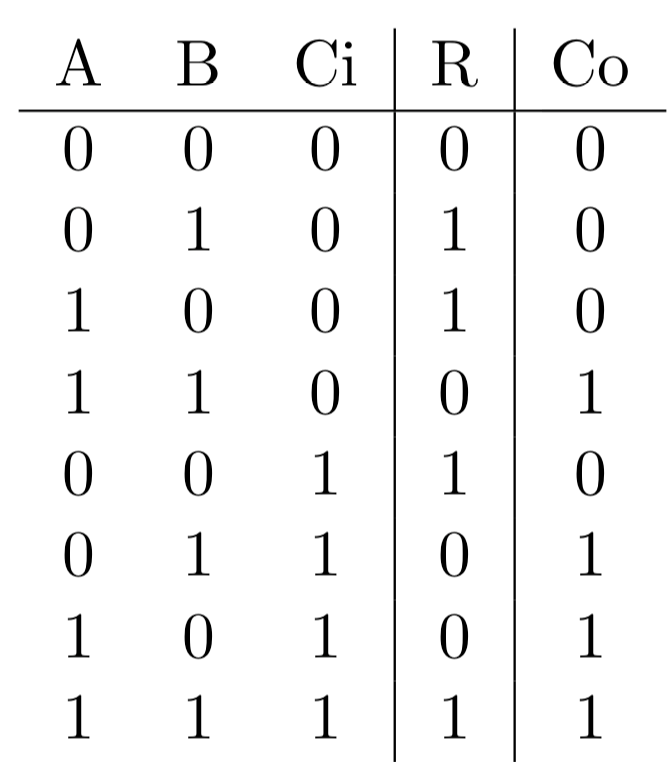 A B Ci R Co
0 0 0 0 0
0 1 0 1 0
1 0 0 1 0
1 1 0 0 1
0 0 1 1 0
0 1 1 0 1
1 0 1 0 1
1 1 1 1 1